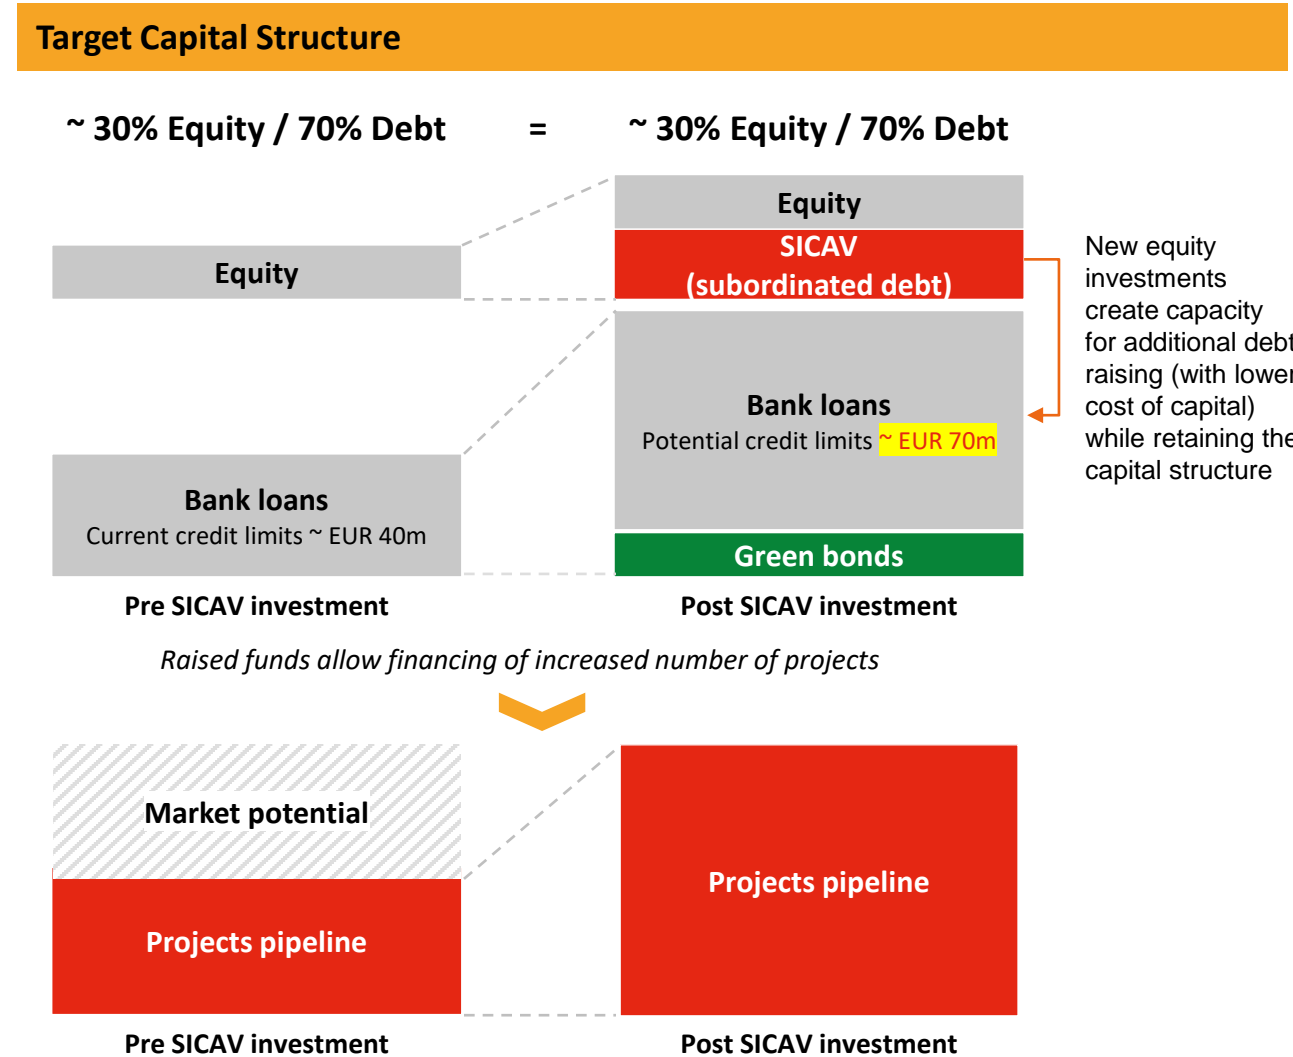 Target Capital Structure
~ 30% Equity / 70% Debt = ~ 30% Equity / 70% Debt
Equity
Equity
SICAV
(subordinated debt)
New equity
investments
create capacity
for additional debt
raising (with lower
cost of capital)
while retaining the
capital structure
Bank loans
Current credit limits ~ EUR 40m
Bank loans
Potential credit limits ~ EUR 70m
Green bonds
Pre SICAV investment
Post SICAV investment
Raised funds allow financing of increased number of projects
Market potential
Projects pipeline
Projects pipeline
Pre SICAV investment
Post SICAV investment